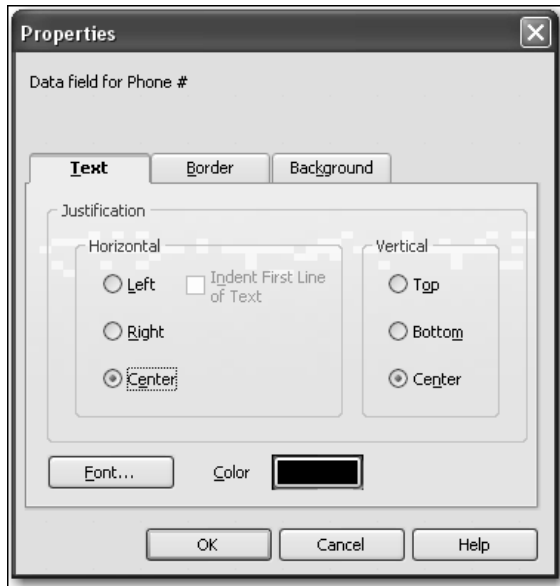 Properties
Data field for Phone #
Text Border Background
Justification
Horizontal Vertical
Left Indent First Line of Text Top
Right Bottom
Center Center
Font... Color
OK Cancel Help